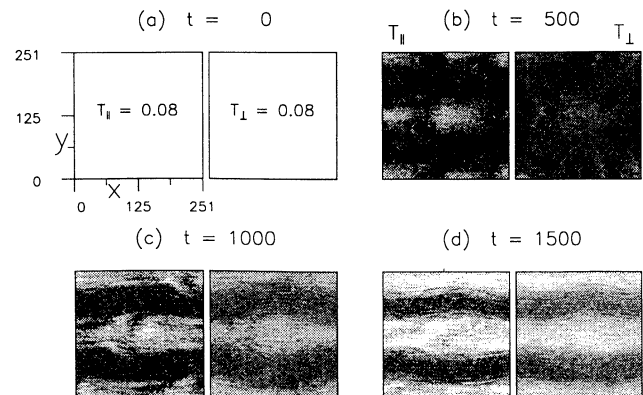 (a) t = 0
(b) t = 500
T∥ T⊥
251
125
y
0
T∥ = 0.08
T⊥ = 0.08
x
0 125 251
(c) t = 1000
(d) t = 1500